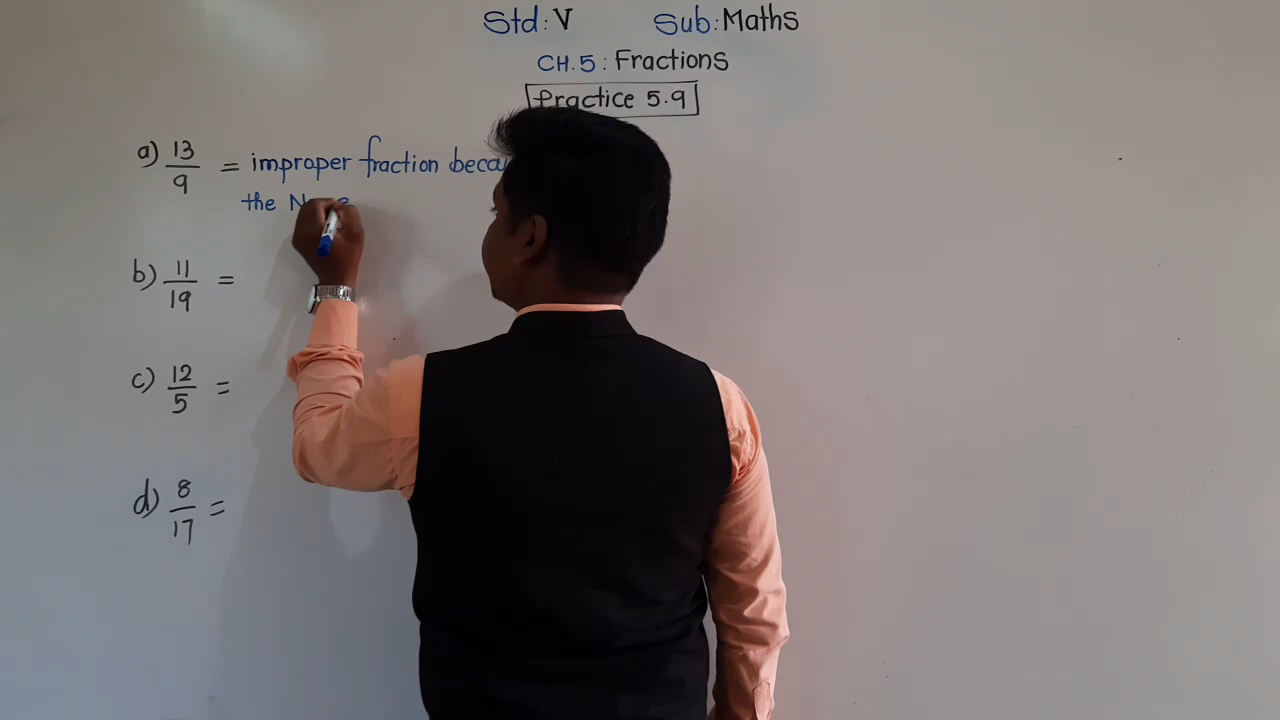 Std: V Sub: Maths
CH.5: Fractions
Practice 5.9
a) 13/9 = improper fraction
the
b) 11/19 =
c) 12/5 =
d) 8/17 =